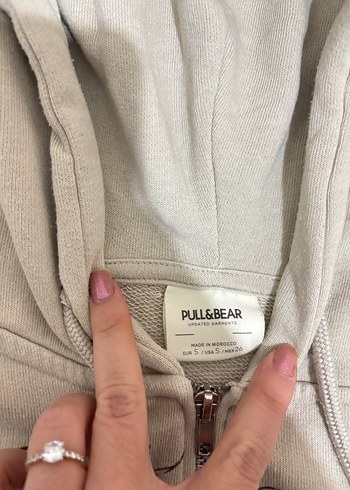 PULL&BEAR
UPDATED GARMENTS
MADE IN MOROCCO
EUR S / USA S / MEX 26